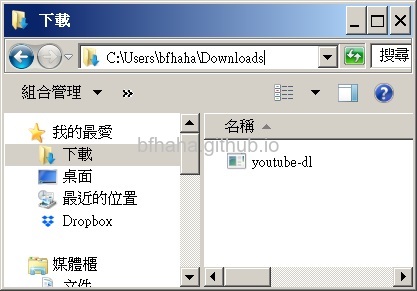 下載
C:\Users\bfhaha\Downloads
搜尋
組合管理
»
名稱
我的最愛
下載
桌面
最近的位置
Dropbox
媒體櫃
文件
youtube-dl
bfhaha.github.io